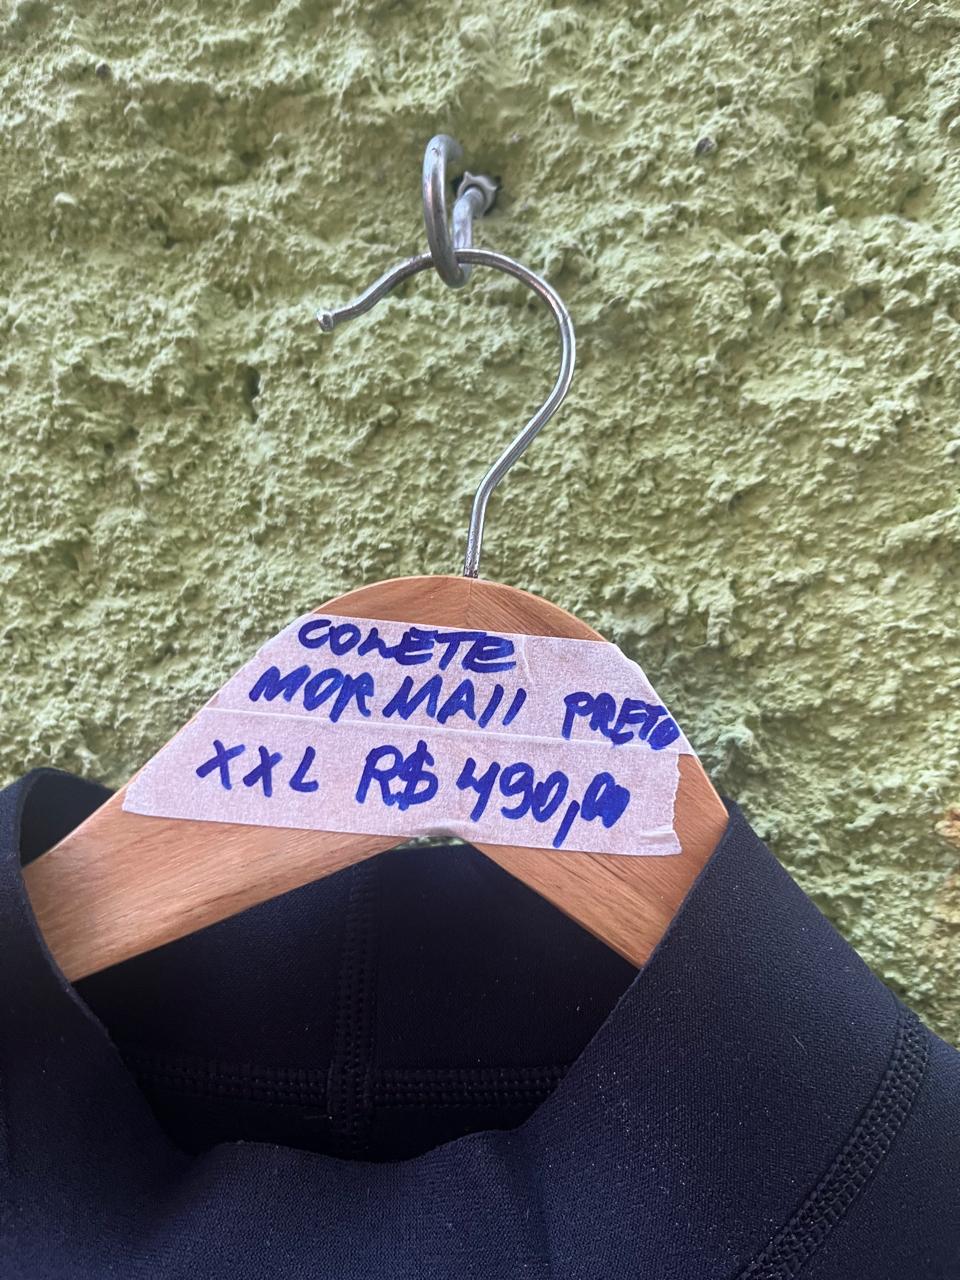 COLETE
MORMAII PRETO
XXL R$ 490,00